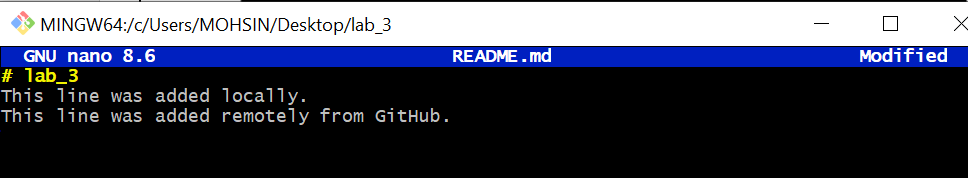 MINGW64:/c/Users/MOHSIN/Desktop/lab_3
GNU nano 8.6 README.md Modified
# lab_3
This line was added locally.
This line was added remotely from GitHub.